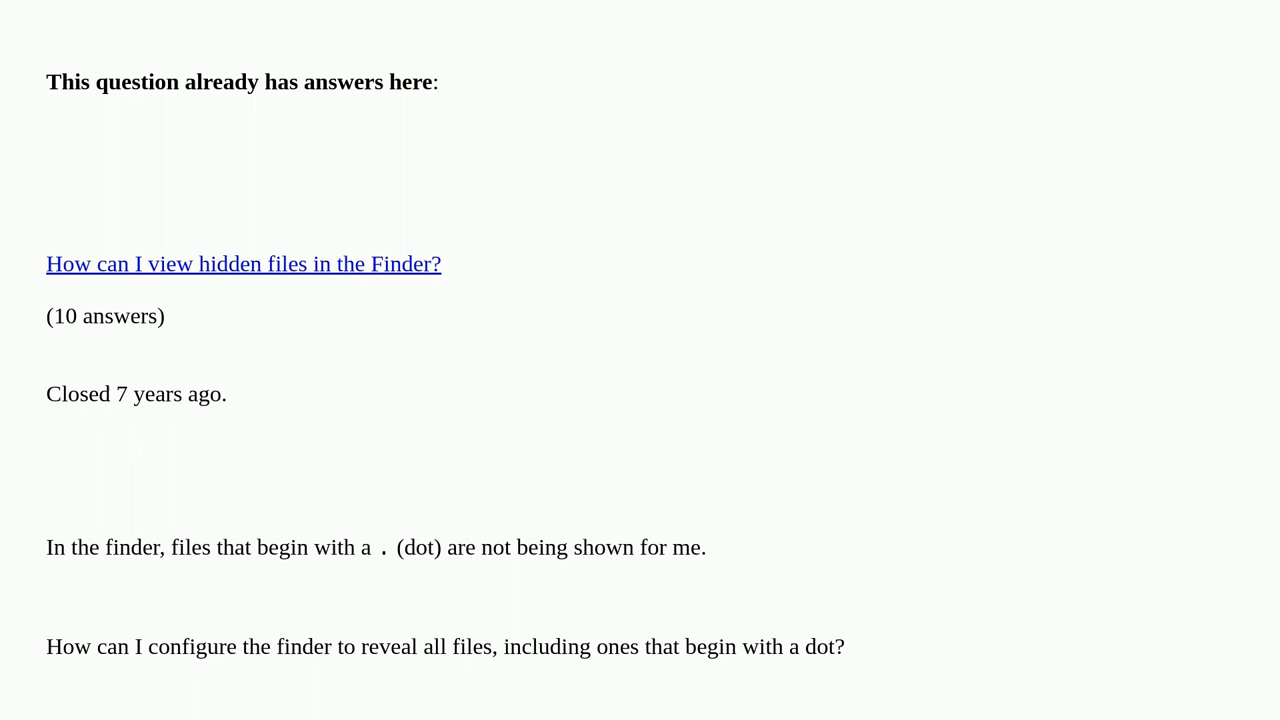 This question already has answers here:
How can I view hidden files in the Finder?
(10 answers)
Closed 7 years ago.
In the finder, files that begin with a . (dot) are not being shown for me.
How can I configure the finder to reveal all files, including ones that begin with a dot?